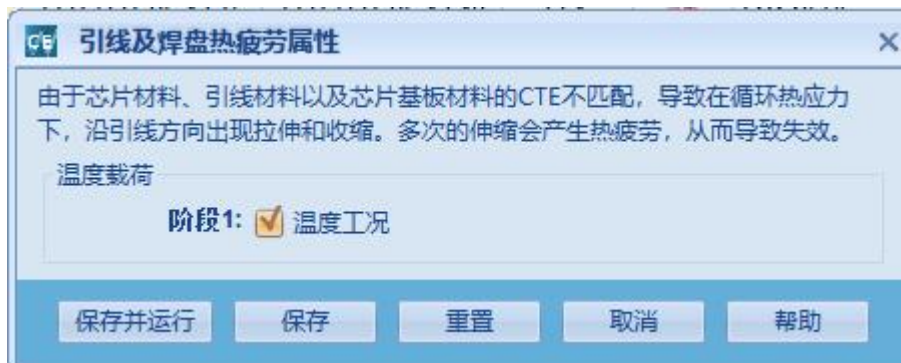 CE 引线及焊盘热疲劳属性
由于芯片材料、引线材料以及芯片基板材料的CTE不匹配，导致在循环热应力
下，沿引线方向出现拉伸和收缩。多次的伸缩会产生热疲劳，从而导致失效。
温度载荷
阶段1: 温度工况
保存并运行 保存 重置 取消 帮助